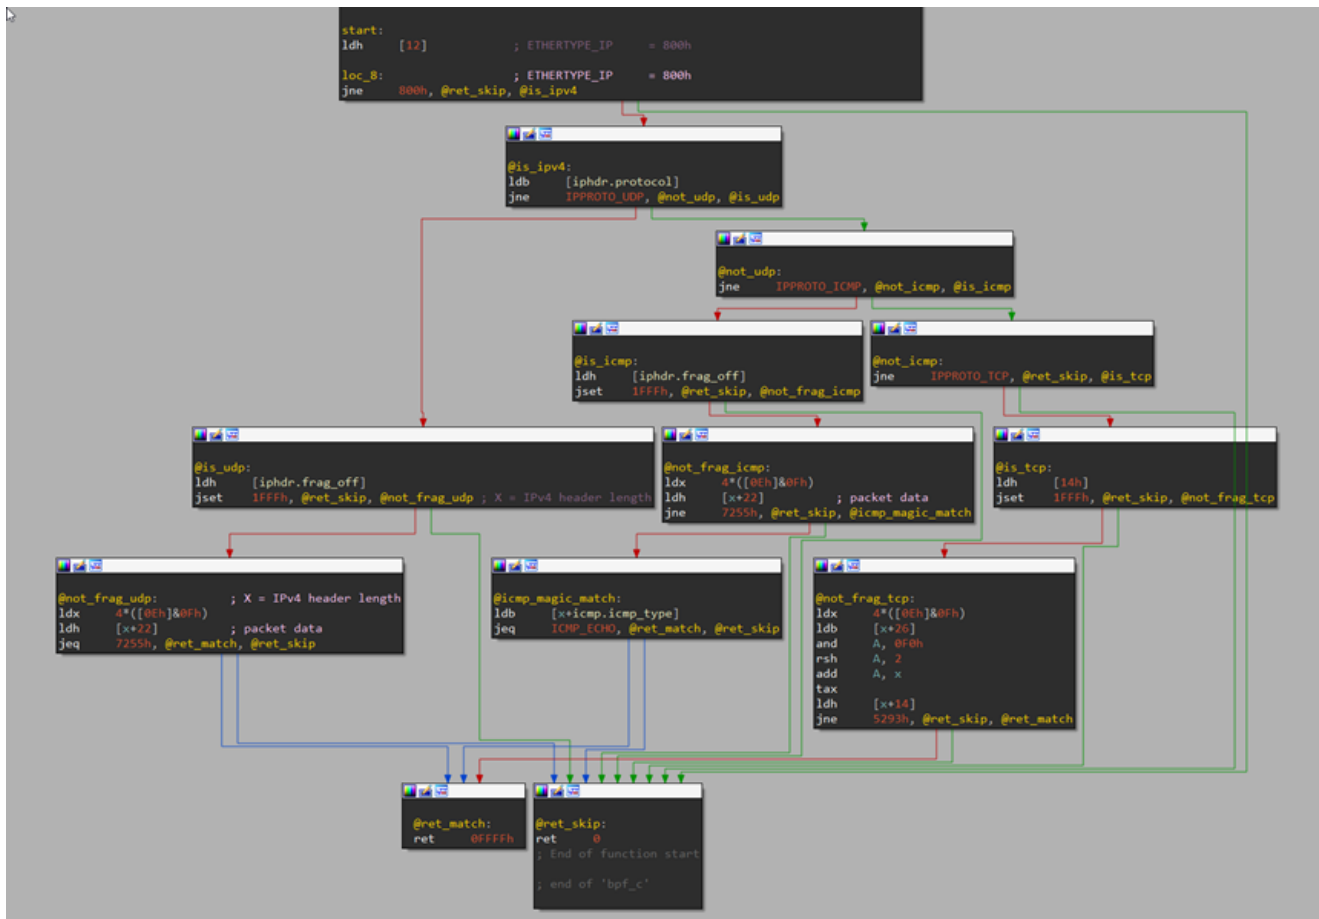 start:
ldh [12] ; ETHERTYPE_IP = 800h
loc_8: ; ETHERTYPE_IP = 800h
jne 800h, @ret_skip, @is_ipv4
@is_ipv4:
ldb [iphdr.protocol]
jne IPPROTO_UDP, @not_udp, @is_udp
@not_udp:
jne IPPROTO_ICMP, @not_icmp, @is_icmp
@is_icmp:
ldh [iphdr.frag_off]
jset 1FFFh, @ret_skip, @not_frag_icmp
@not_icmp:
jne IPPROTO_TCP, @ret_skip, @is_tcp
@is_udp:
ldh [iphdr.frag_off]
jset 1FFFh, @ret_skip, @not_frag_udp ; X = IPv4 header length
@not_frag_icmp:
ldx 4*([0Eh]&0Fh)
ldh [x+22] ; packet data
jne 7255h, @ret_skip, @icmp_magic_match
@is_tcp:
ldh [14h]
jset 1FFFh, @ret_skip, @not_frag_tcp
@not_frag_udp: ; X = IPv4 header length
ldx 4*([0Eh]&0Fh)
ldh [x+22] ; packet data
jeq 7255h, @ret_match, @ret_skip
@icmp_magic_match:
ldb [x+icmp.icmp_type]
jeq ICMP_ECHO, @ret_match, @ret_skip
@not_frag_tcp:
ldx 4*([0Eh]&0Fh)
ldb [x+26]
and A, 0F0h
rsh A, 2
add A, x
tax
ldh [x+14]
jne 5293h, @ret_skip, @ret_match
@ret_match:
ret 0FFFFh
@ret_skip:
ret 0
; End of function start
; end of 'bpf_c'